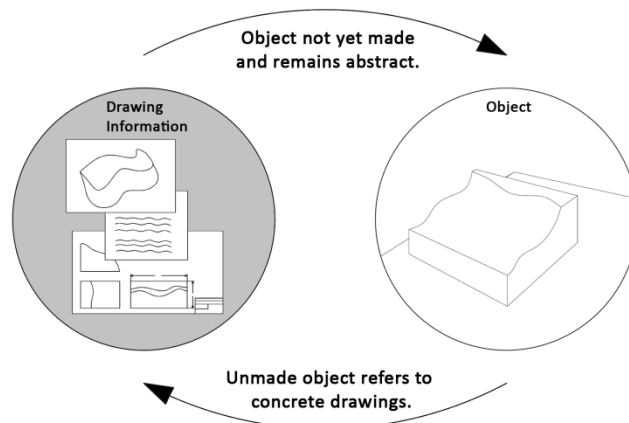 Object not yet made
and remains abstract.
Drawing
Information
Object
Unmade object refers to
concrete drawings.